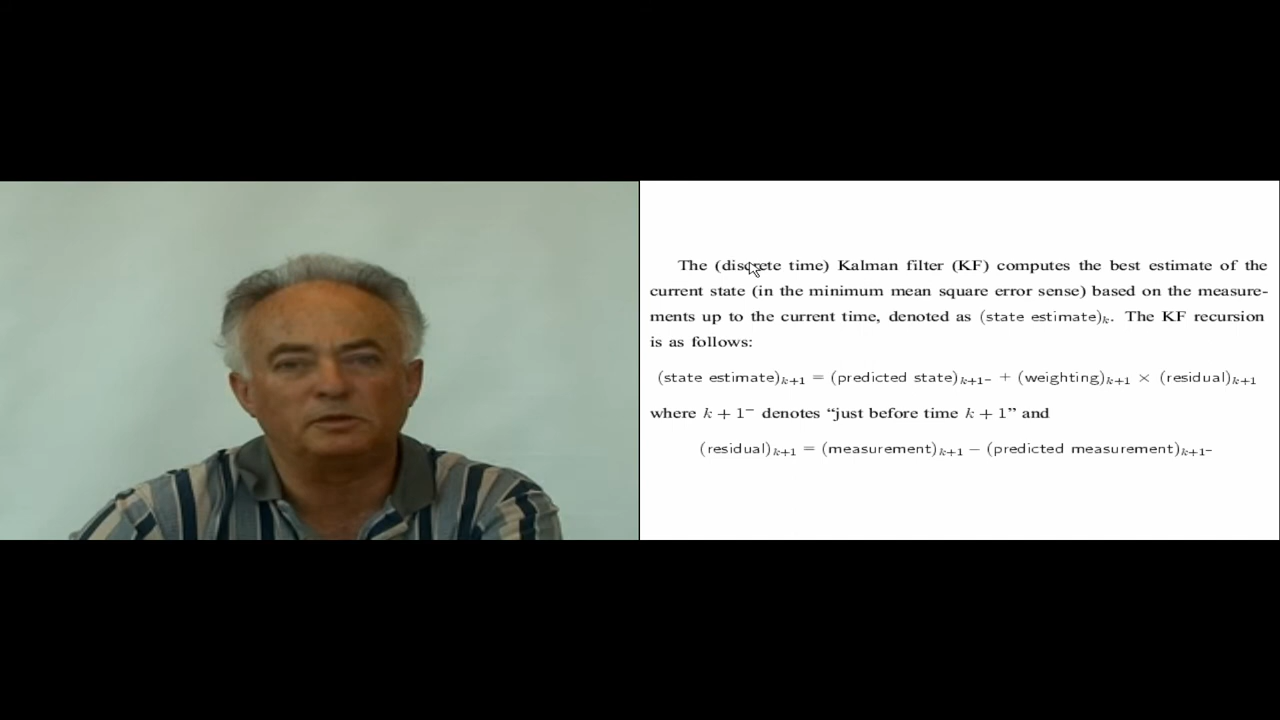 The (discrete time) Kalman filter (KF) computes the best estimate of the
current state (in the minimum mean square error sense) based on the measure-
ments up to the current time, denoted as (state estimate)ₖ. The KF recursion
is as follows:
(state estimate)ₖ₊₁ = (predicted state)ₖ₊₁₋ + (weighting)ₖ₊₁ × (residual)ₖ₊₁
where k + 1⁻ denotes “just before time k + 1” and
(residual)ₖ₊₁ = (measurement)ₖ₊₁ − (predicted measurement)ₖ₊₁₋